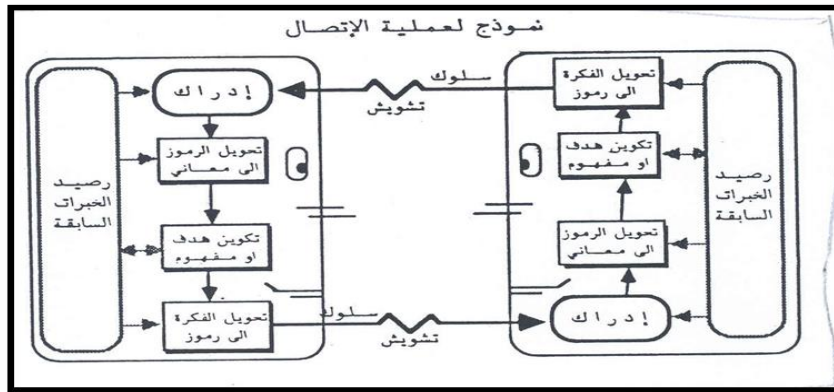 نموذج لعملية الإتصال
تحويل الفكرة
الى رموز
سلوك
تشويش
إدراك
تكوين هدف
او مفهوم
تحويل الرموز
الى معاني
رصيد
الخبرات
السابقة
تحويل الرموز
الى معاني
إدراك
رصيد
الخبرات
السابقة
تكوين هدف
او مفهوم
تحويل الفكرة
الى رموز
سلوك
تشويش